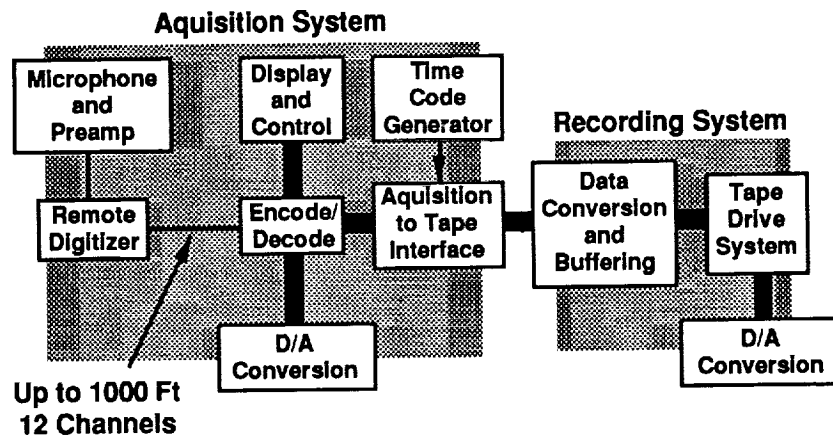 Aquisition System
Microphone
and
Preamp
Display
and
Control
Time
Code
Generator
Recording System
Remote
Digitizer
Encode/
Decode
Aquisition
to Tape
Interface
Data
Conversion
and
Buffering
Tape
Drive
System
D/A
Conversion
D/A
Conversion
Up to 1000 Ft
12 Channels